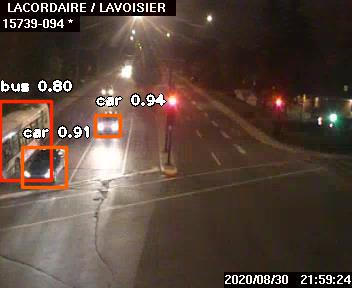 LACORDAIRE / LAVOISIER
15739-094 *
bus 0.80
car 0.94
car 0.91
2020/08/30 21:59:24